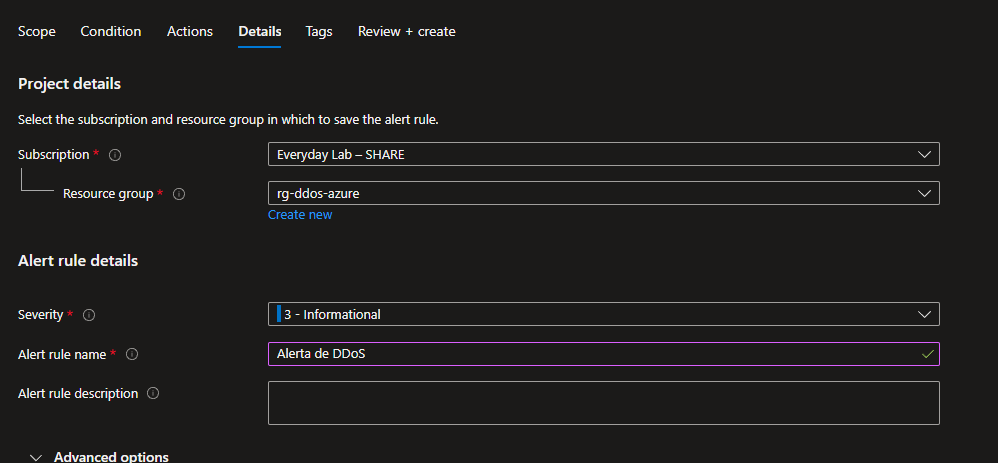 Scope Condition Actions Details Tags Review + create
Project details
Select the subscription and resource group in which to save the alert rule.
Subscription * Everyday Lab – SHARE
Resource group * rg-ddos-azure
Create new
Alert rule details
Severity * 3 - Informational
Alert rule name * Alerta de DDoS
Alert rule description
Advanced options